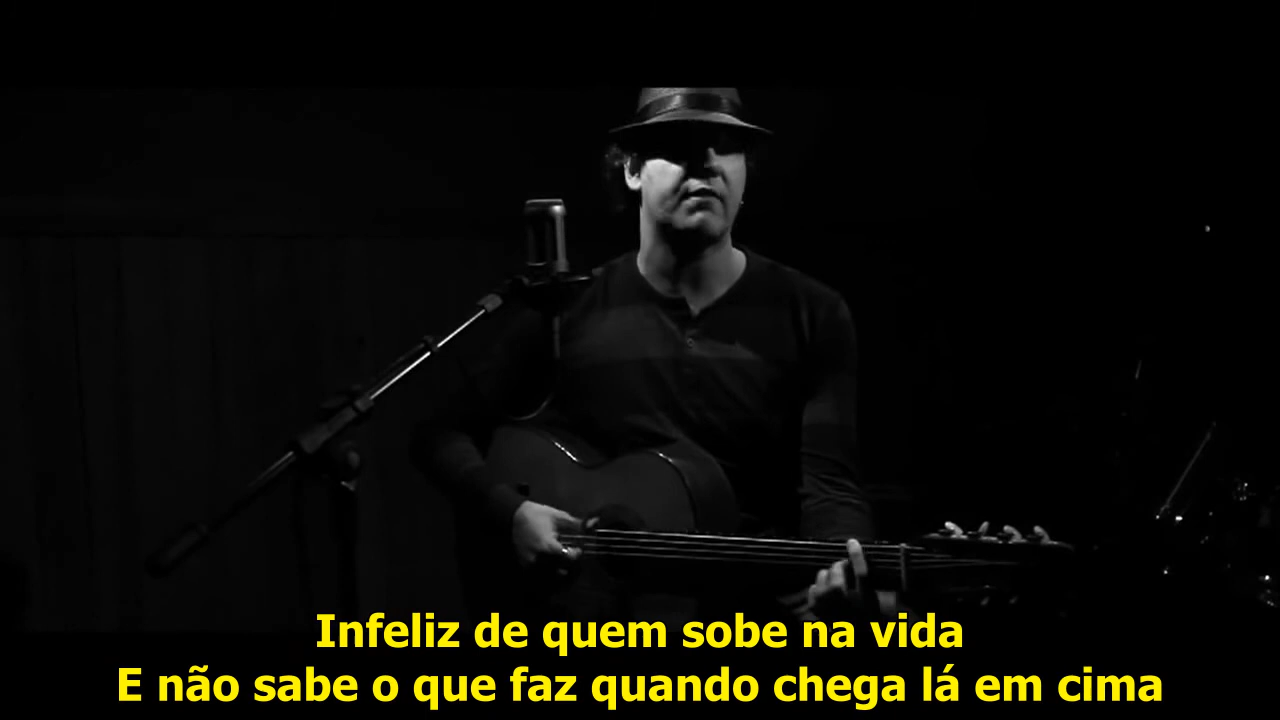 Infeliz de quem sobe na vida
E não sabe o que faz quando chega lá em cima